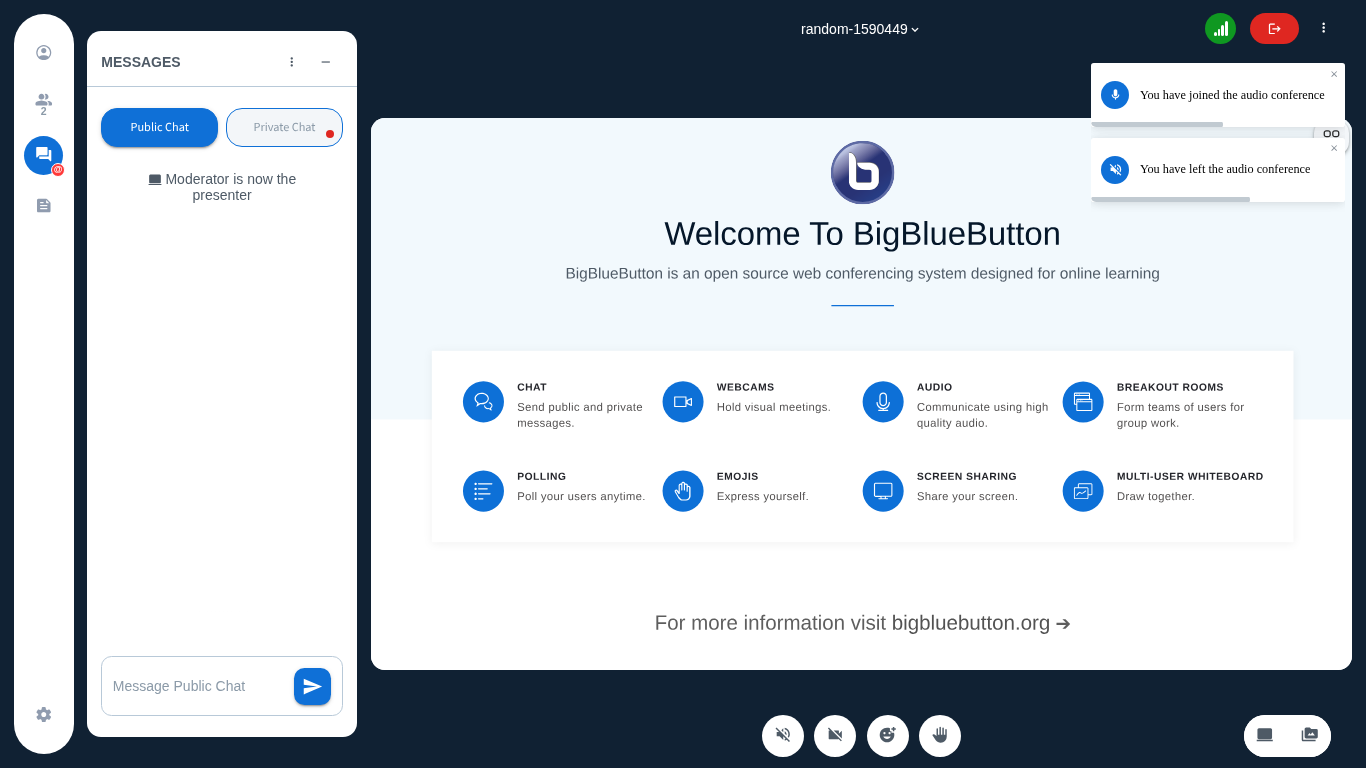 random-1590449
MESSAGES
2
@
Public Chat
Private Chat
Moderator is now the
presenter
Message Public Chat
You have joined the audio conference
You have left the audio conference
Welcome To BigBlueButton
BigBlueButton is an open source web conferencing system designed for online learning
CHAT
Send public and private
messages.
WEBCAMS
Hold visual meetings.
AUDIO
Communicate using high
quality audio.
BREAKOUT ROOMS
Form teams of users for
group work.
POLLING
Poll your users anytime.
EMOJIS
Express yourself.
SCREEN SHARING
Share your screen.
MULTI-USER WHITEBOARD
Draw together.
For more information visit bigbluebutton.org ➔